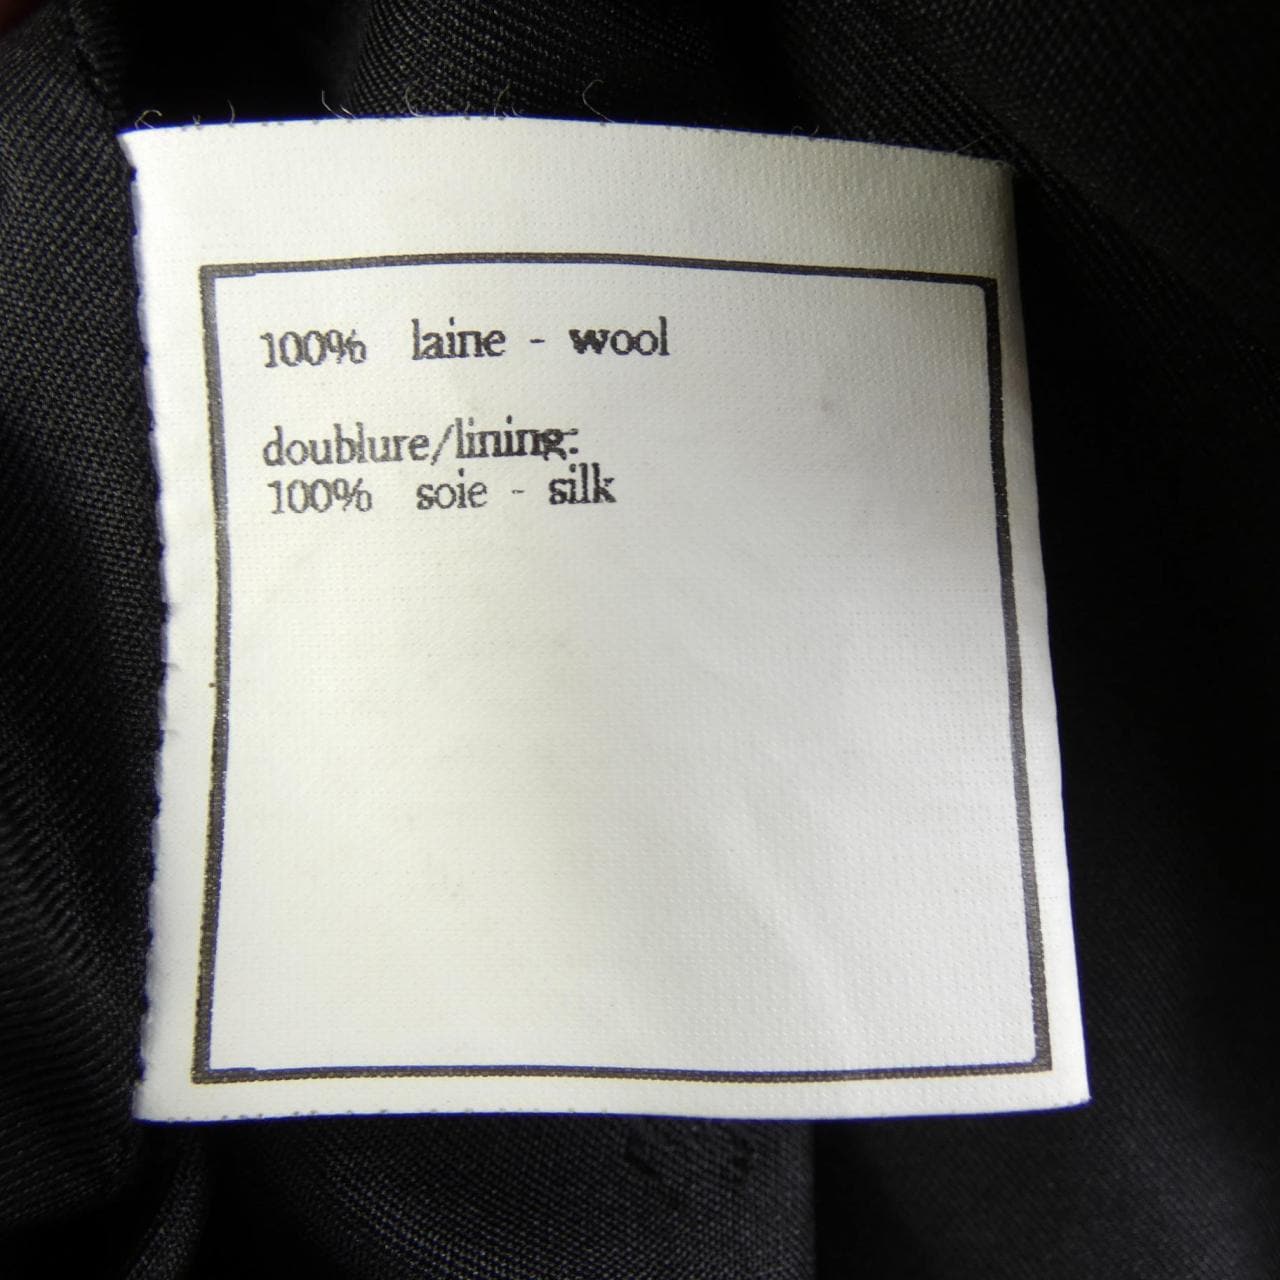 100% laine - wool
doublure/lining:
100% soie - silk